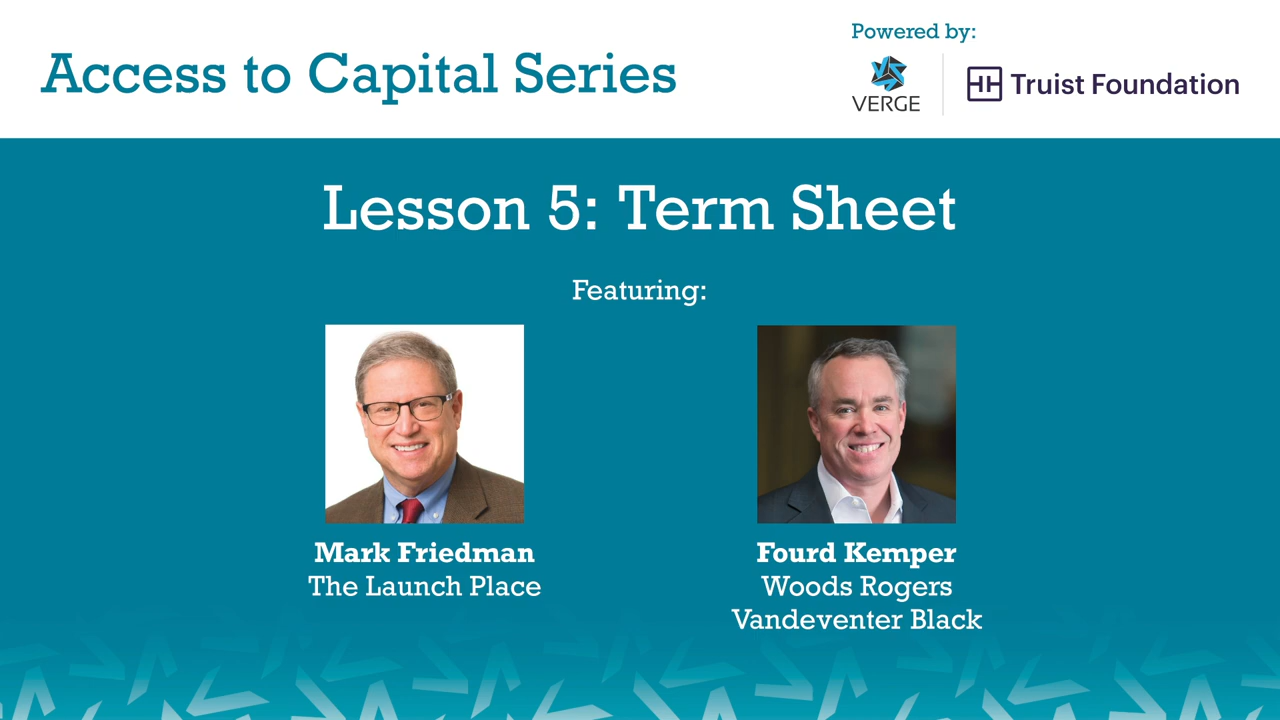 Access to Capital Series
Powered by:
VERGE
Truist Foundation
Lesson 5: Term Sheet
Featuring:
Mark Friedman
The Launch Place
Fourd Kemper
Woods Rogers
Vandeventer Black